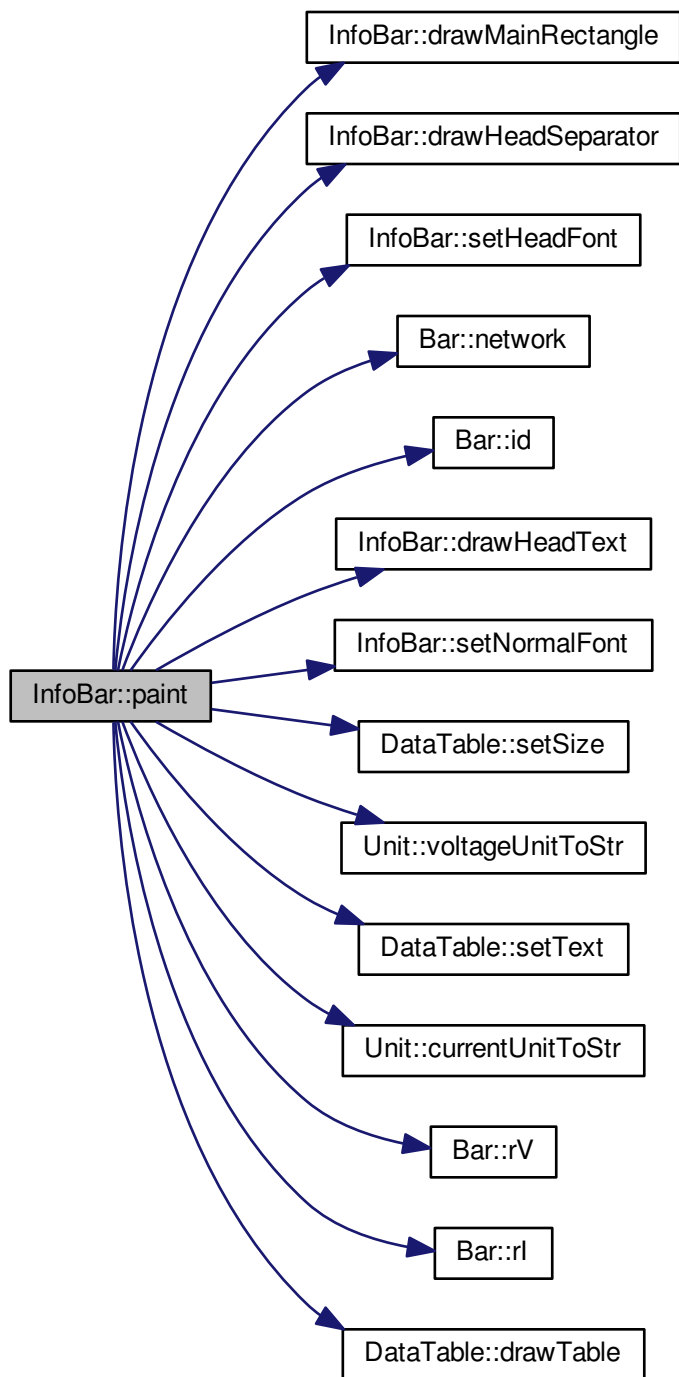 InfoBar::drawMainRectangle
InfoBar::drawHeadSeparator
InfoBar::setHeadFont
Bar::network
Bar::id
InfoBar::drawHeadText
InfoBar::setNormalFont
InfoBar::paint
DataTable::setSize
Unit::voltageUnitToStr
DataTable::setText
Unit::currentUnitToStr
Bar::rV
Bar::rI
DataTable::drawTable